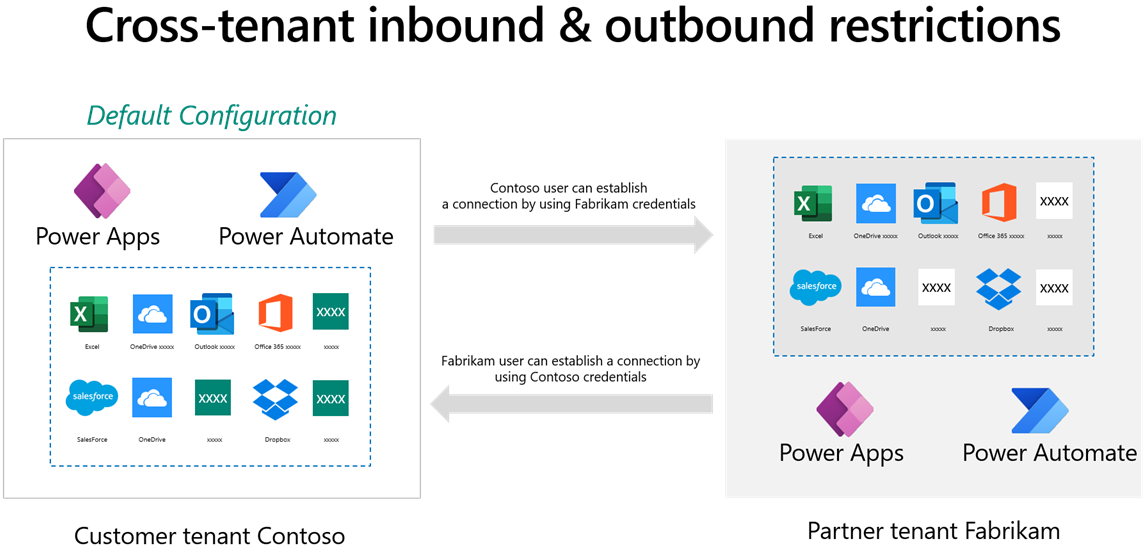 Cross-tenant inbound & outbound restrictions
Default Configuration
Power Apps
Power Automate
Excel
OneDrive xxxxx
Outlook xxxxx
Office 365 xxxxx
XXXX
xxxxx
salesforce
SalesForce
OneDrive
XXXX
xxxxx
Dropbox
XXXX
xxxxx
Customer tenant Contoso
Contoso user can establish
a connection by using Fabrikam credentials
Fabrikam user can establish a connection by
using Contoso credentials
Excel
OneDrive xxxxx
Outlook xxxxx
Office 365 xxxxx
XXXX
xxxxx
salesforce
SalesForce
OneDrive
XXXX
xxxxx
Dropbox
XXXX
xxxxx
Power Apps
Power Automate
Partner tenant Fabrikam